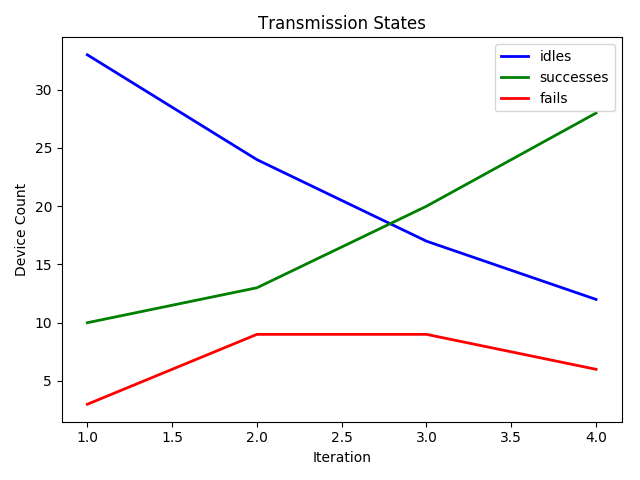 Transmission States
idles
successes
fails
Device Count
30
25
20
15
10
5
1.0 1.5 2.0 2.5 3.0 3.5 4.0
Iteration